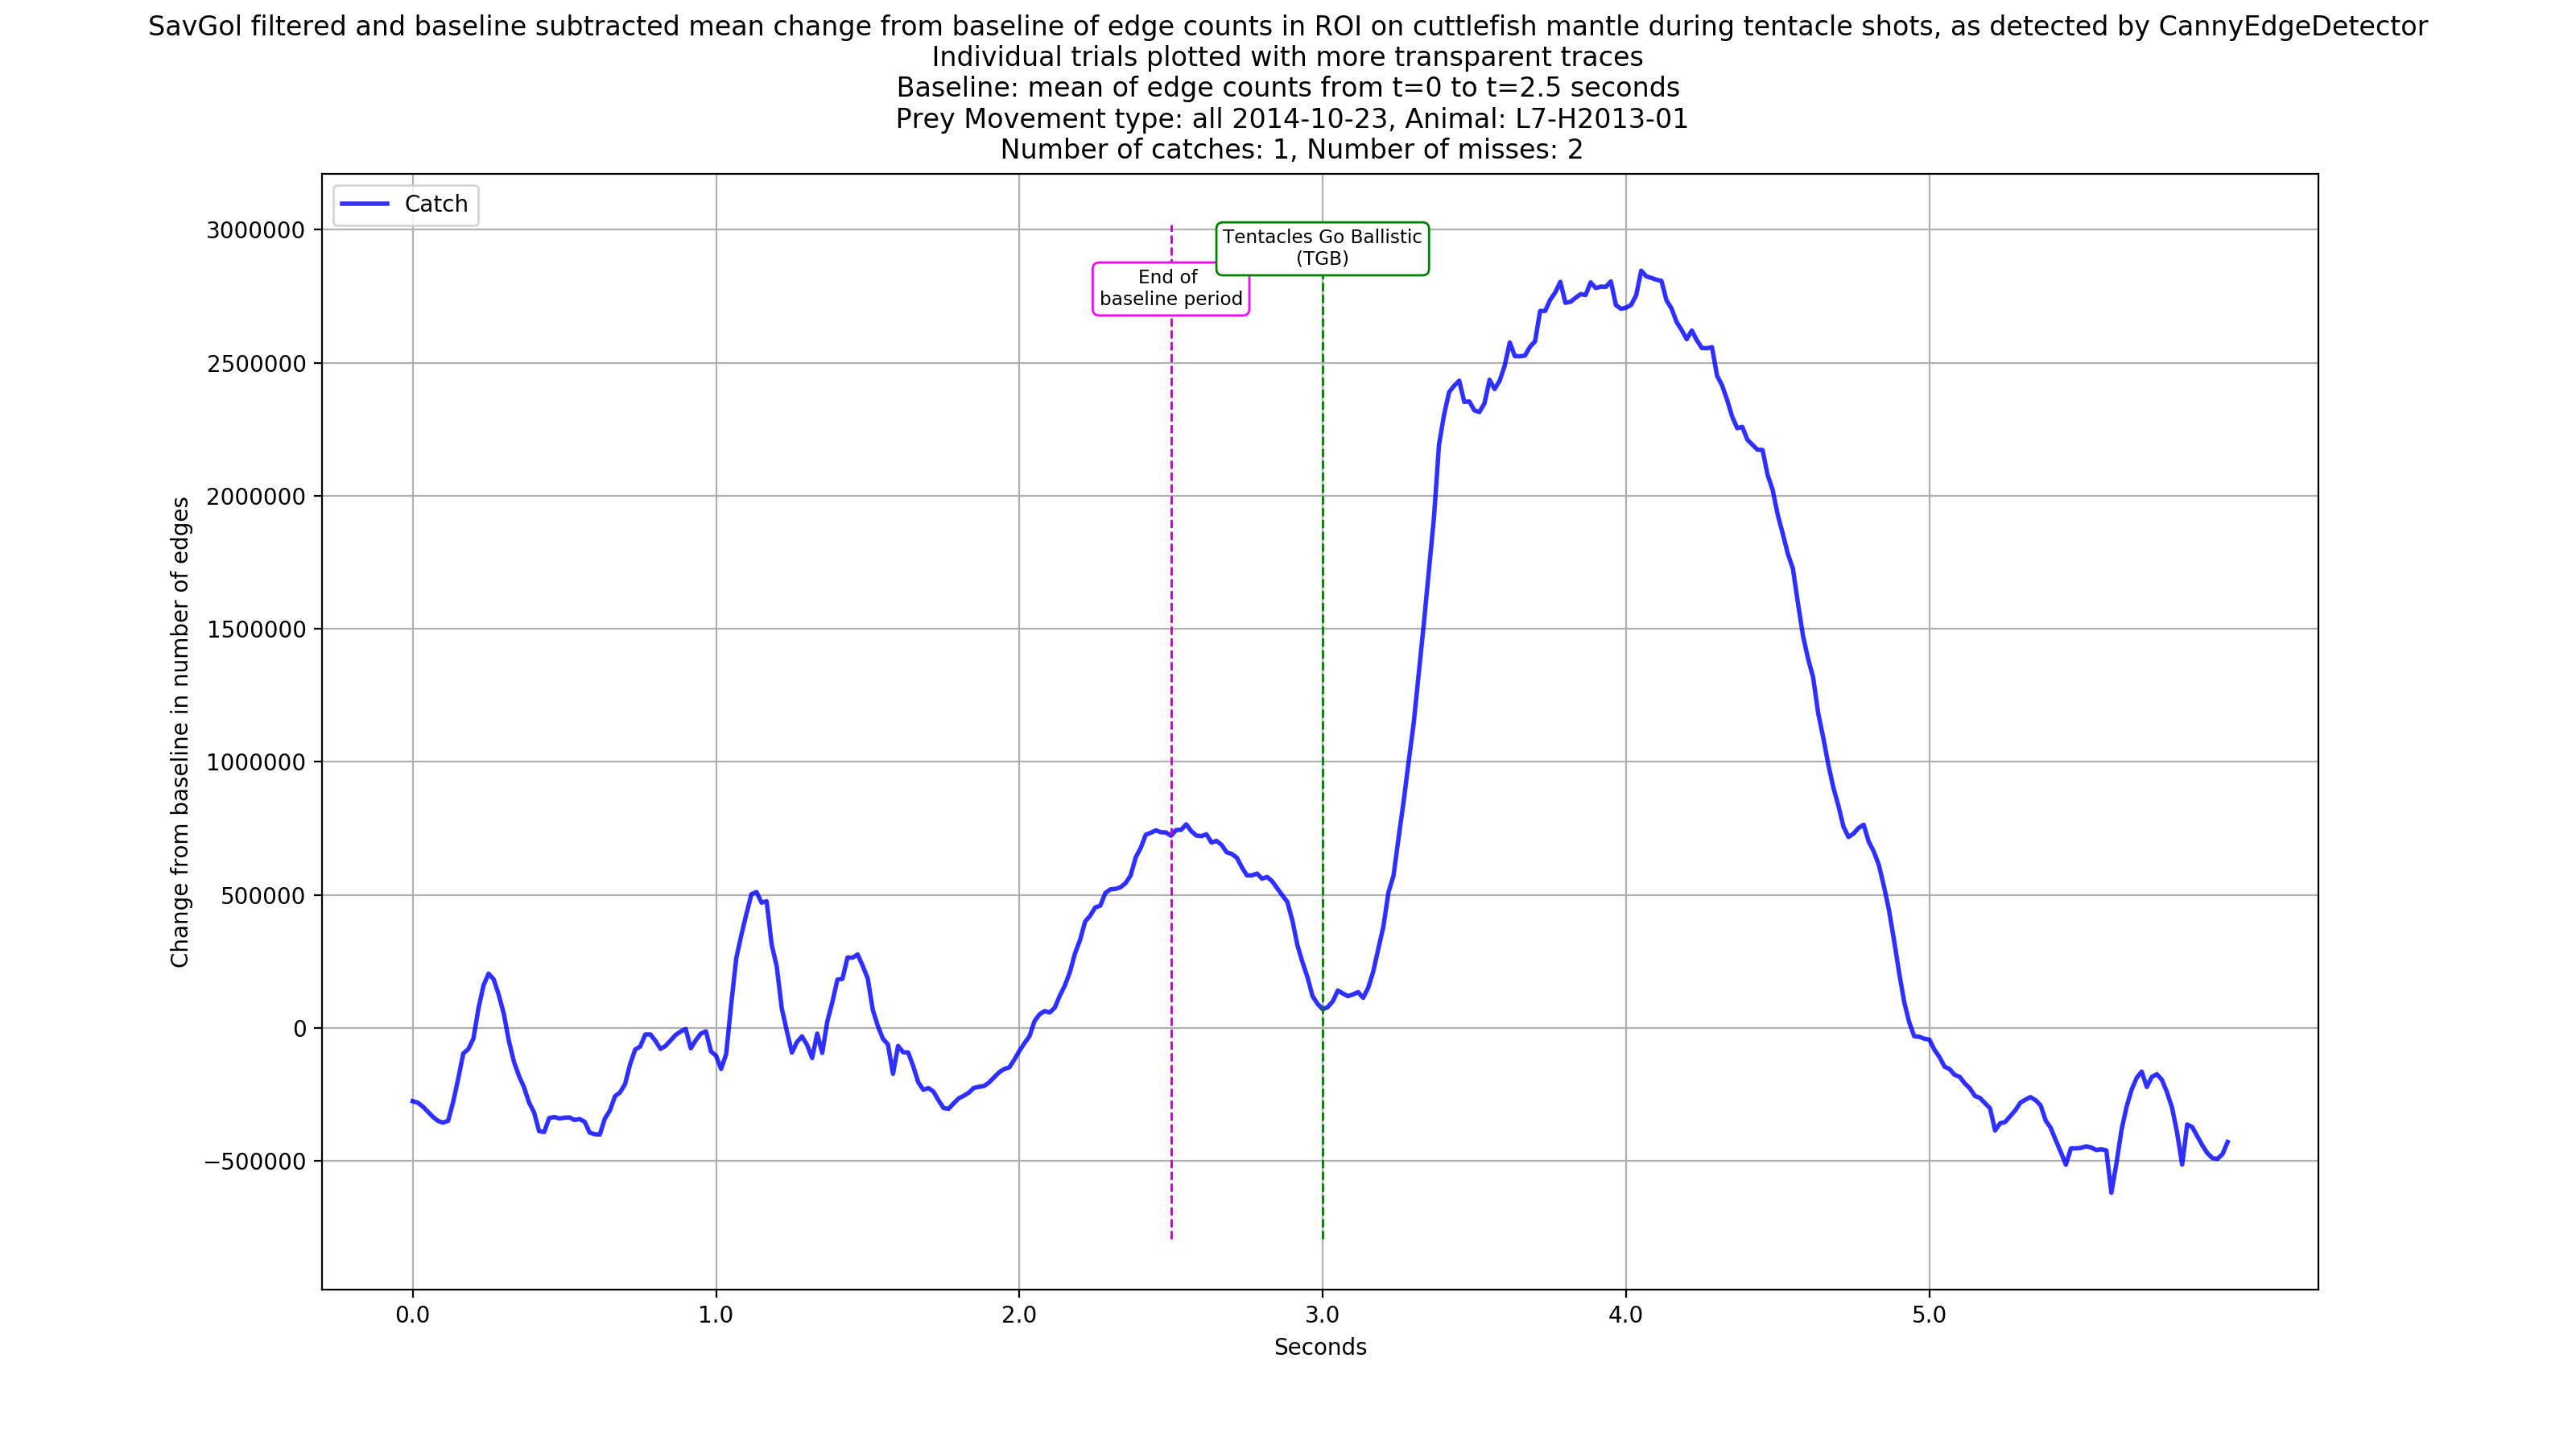 SavGol filtered and baseline subtracted mean change from baseline of edge counts in ROI on cuttlefish mantle during tentacle shots, as detected by CannyEdgeDetector
Individual trials plotted with more transparent traces
Baseline: mean of edge counts from t=0 to t=2.5 seconds
Prey Movement type: all 2014-10-23, Animal: L7-H2013-01
Number of catches: 1, Number of misses: 2
Catch
Tentacles Go Ballistic
(TGB)
End of
baseline period
Change from baseline in number of edges
3000000
2500000
2000000
1500000
1000000
500000
0
−500000
0.0 1.0 2.0 3.0 4.0 5.0
Seconds